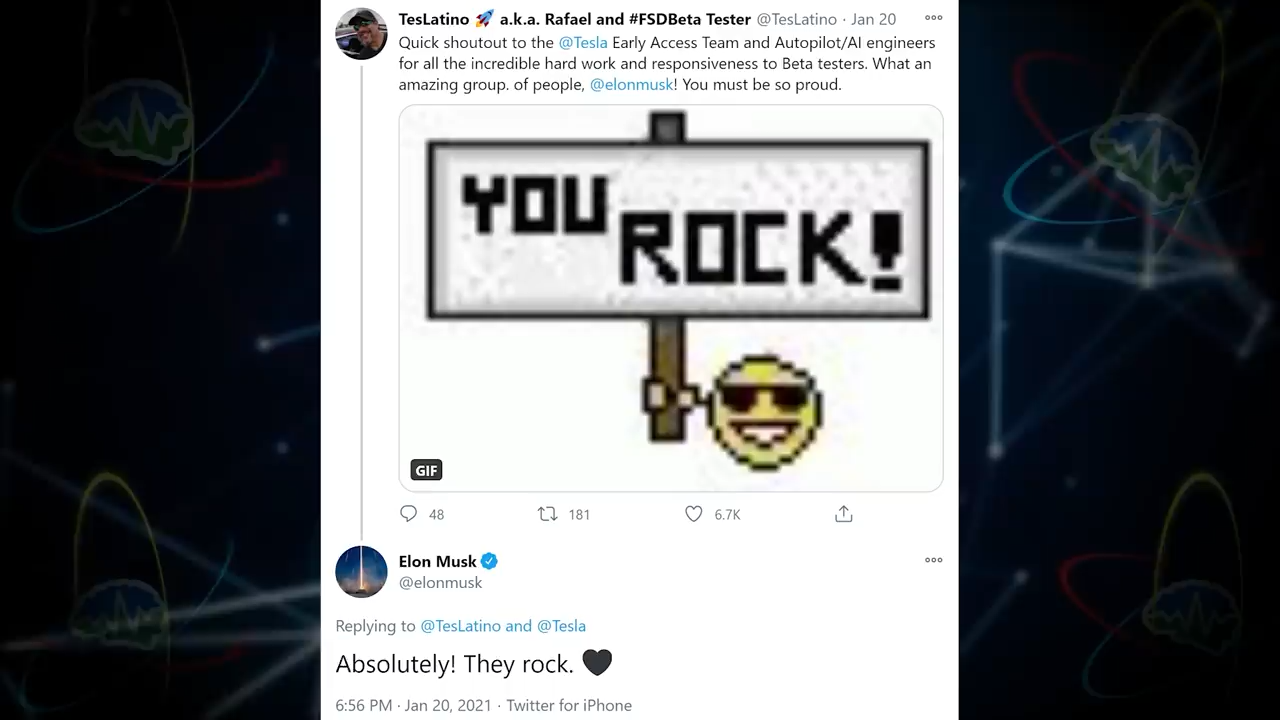 TesLatino 🚀 a.k.a. Rafael and #FSDBeta Tester @TesLatino · Jan 20
Quick shoutout to the @Tesla Early Access Team and Autopilot/AI engineers
for all the incredible hard work and responsiveness to Beta testers. What an
amazing group. of people, @elonmusk! You must be so proud.
YOU ROCK!
GIF
48 181 6.7K
Elon Musk
@elonmusk
Replying to @TesLatino and @Tesla
Absolutely! They rock. 🖤
6:56 PM · Jan 20, 2021 · Twitter for iPhone